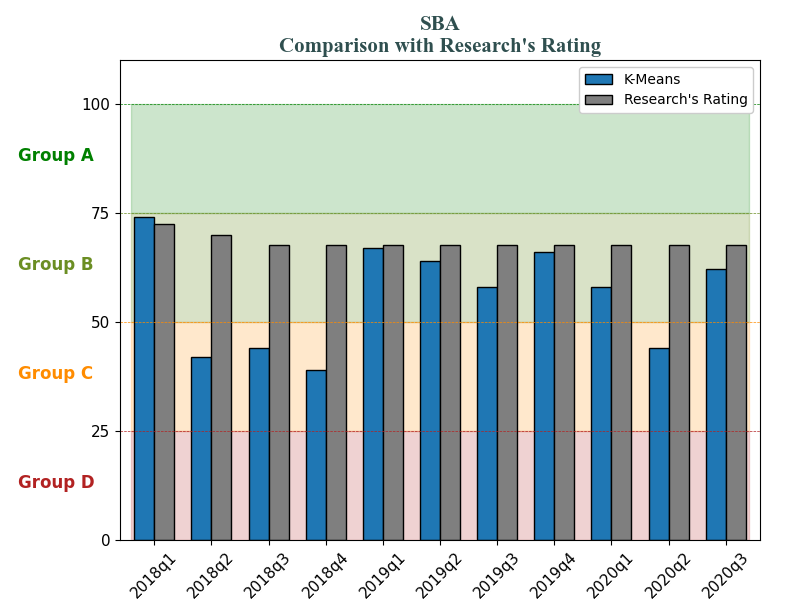 SBA
Comparison with Research's Rating
K-Means
Research's Rating
100
Group A
75
Group B
50
Group C
25
Group D
0
2018q1
2018q2
2018q3
2018q4
2019q1
2019q2
2019q3
2019q4
2020q1
2020q2
2020q3